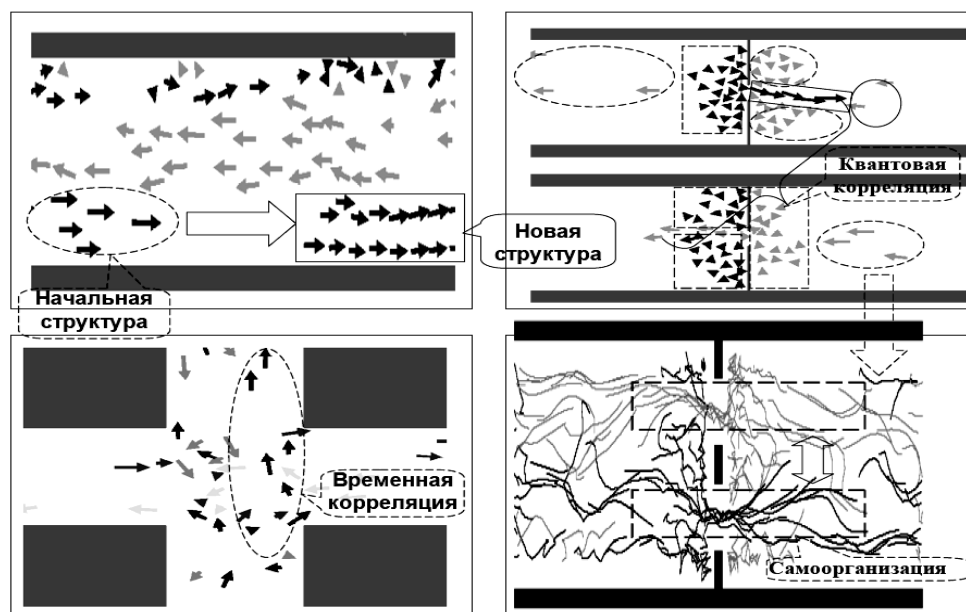 Начальная
структура
Новая
структура
Квантовая
корреляция
Временная
корреляция
Самоорганизация